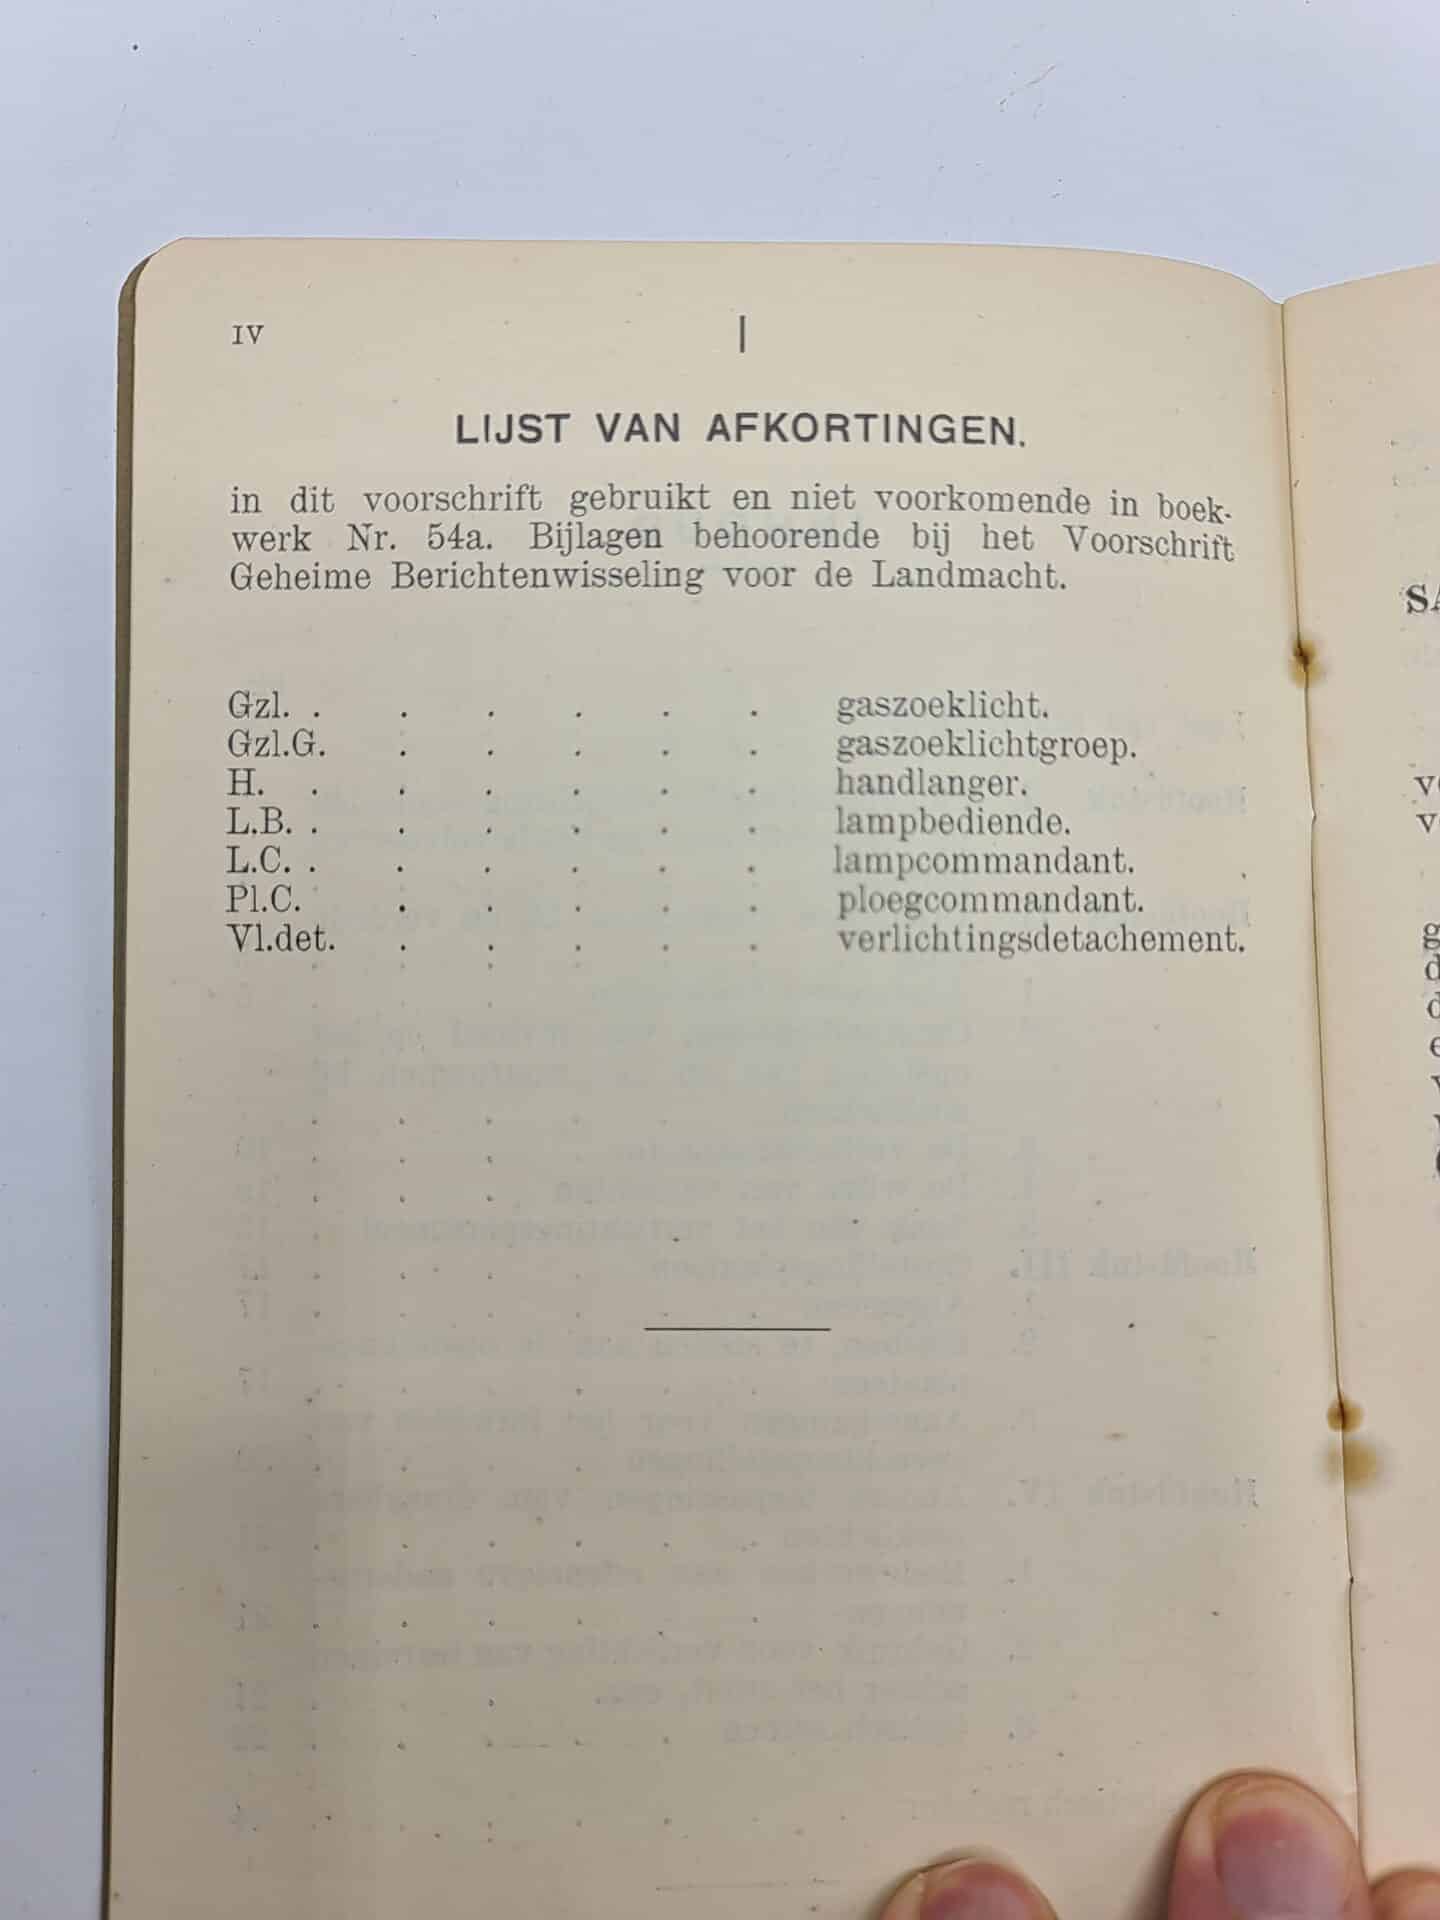 IV
LIJST VAN AFKORTINGEN.
in dit voorschrift gebruikt en niet voorkomende in boek-
werk Nr. 54a. Bijlagen behoorende bij het Voorschrift
Geheime Berichtenwisseling voor de Landmacht.
Gzl. . . . . . . gaszoeklicht.
Gzl.G. . . . . . gaszoeklichtgroep.
H. . . . . . . handlanger.
L.B. . . . . . . lampbediende.
L.C. . . . . . . lampcommandant.
Pl.C. . . . . . ploegcommandant.
Vl.det. . . . . . verlichtingsdetachement.